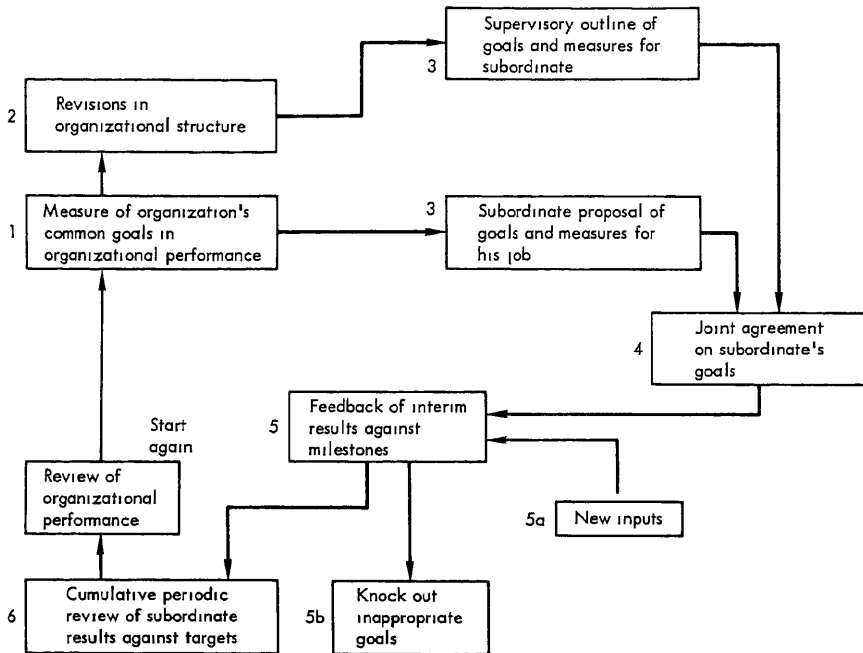 3
Supervisory outline of
goals and measures for
subordinate
2
Revisions in
organizational structure
1
Measure of organization's
common goals in
organizational performance
3
Subordinate proposal of
goals and measures for
his job
4
Joint agreement
on subordinate's
goals
5
Feedback of interim
results against
milestones
Start
again
Review of
organizational
performance
5a
New inputs
6
Cumulative periodic
review of subordinate
results against targets
5b
Knock out
inappropriate
goals